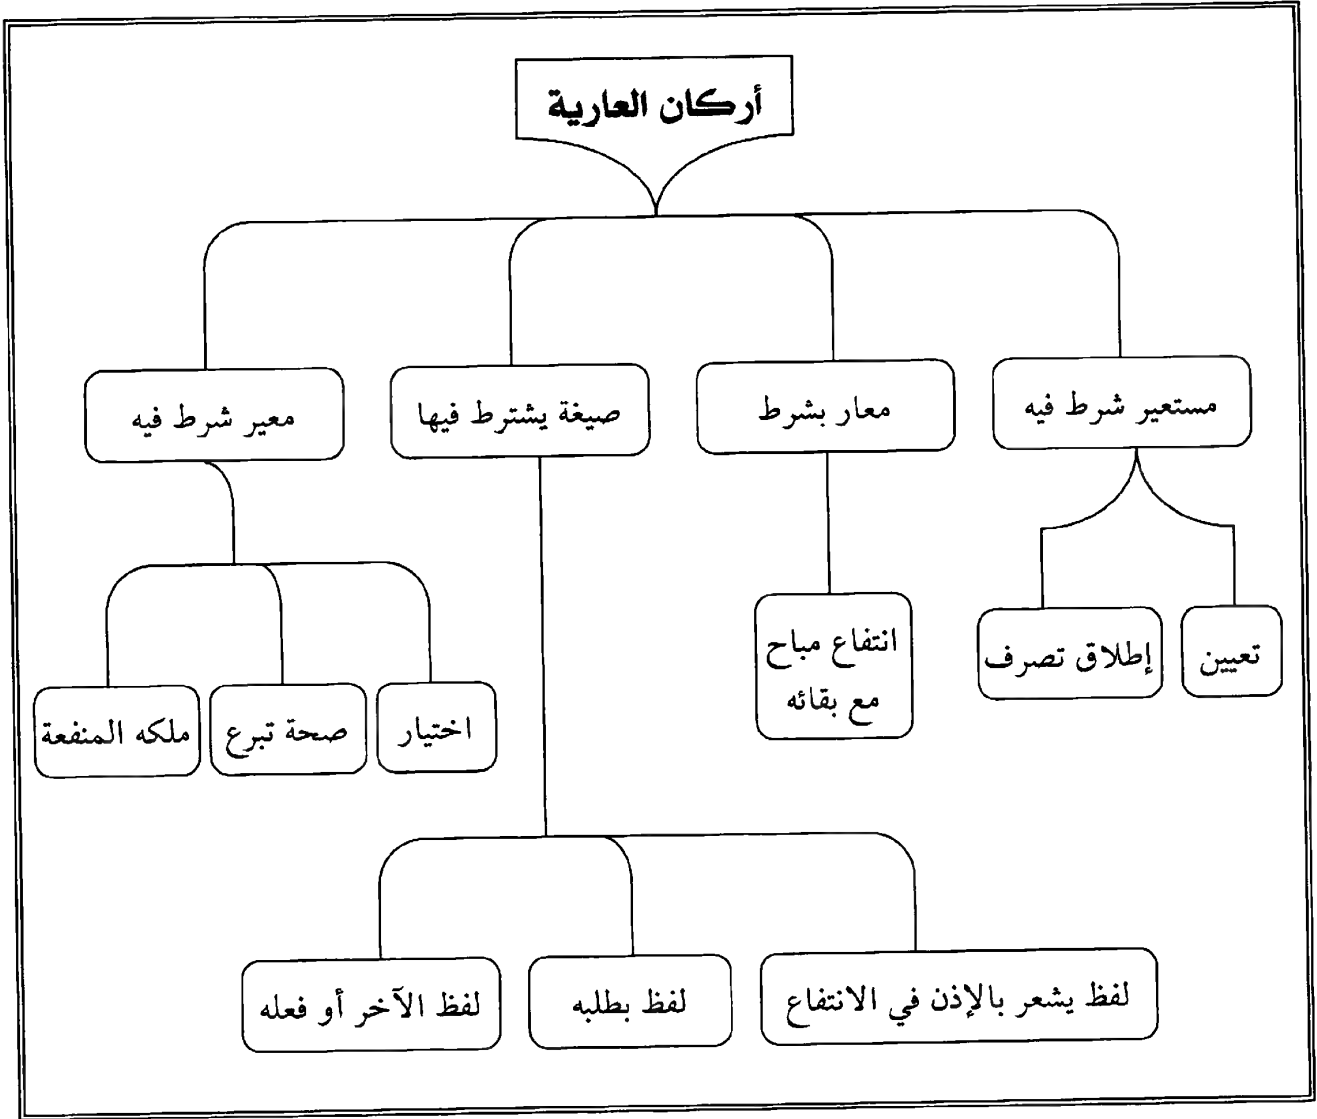 أركان العارية
مستعير شرط فيه
معار بشرط
صيغة يشترط فيها
معير شرط فيه
تعيين
إطلاق تصرف
انتفاع مباح
مع بقائه
اختيار
صحة تبرع
ملكه المنفعة
لفظ يشعر بالإذن في الانتفاع
لفظ بطلبه
لفظ الآخر أو فعله